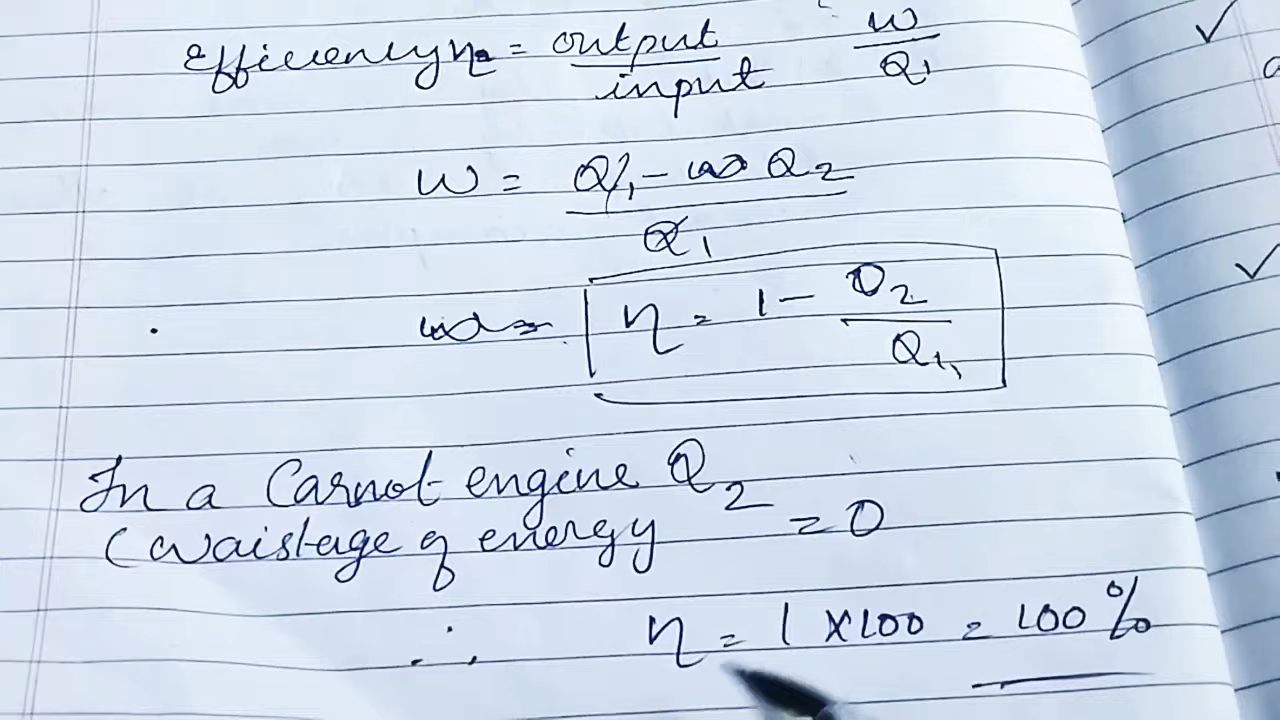 Efficiency η = output/input W/Q1
W = Q1 - Q2 / Q1
η = 1 - Q2/Q1
In a Carnot engine Q2
(waistage of energy = 0
∴ η = 1 × 100 = 100%